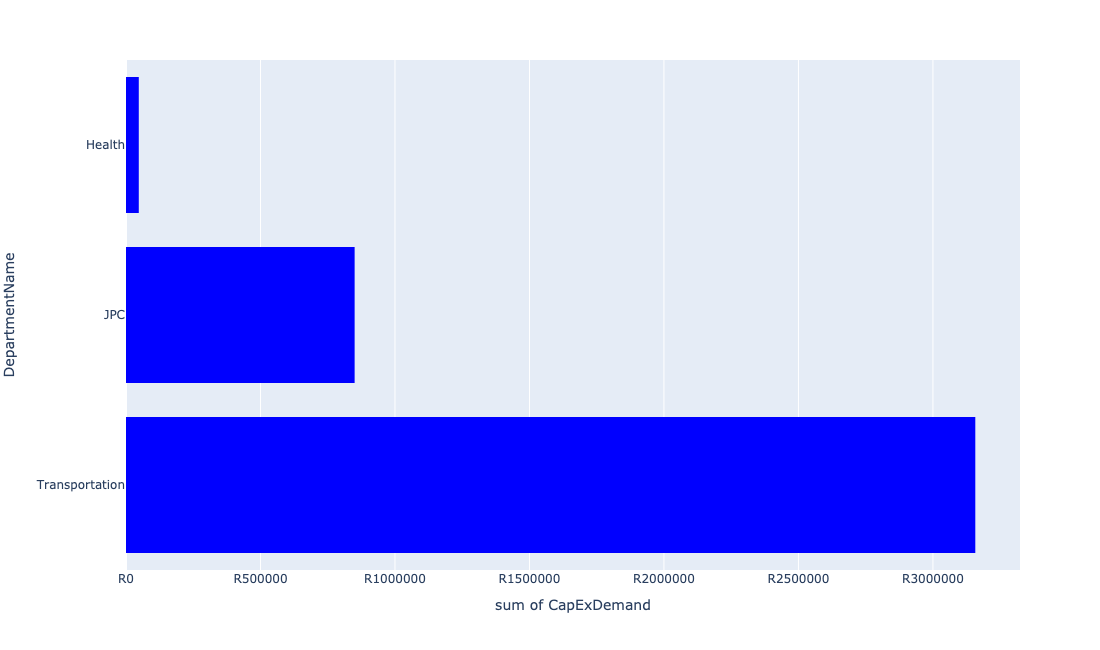 DepartmentName
Health
JPC
Transportation
R0 R500000 R1000000 R1500000 R2000000 R2500000 R3000000
sum of CapExDemand